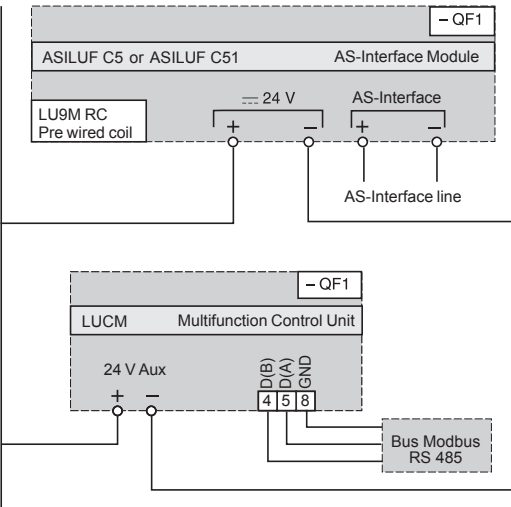 – QF1
ASILUF C5 or ASILUF C51 AS-Interface Module
LU9M RC
Pre wired coil
24 V
AS-Interface
+ – + –
AS-Interface line
– QF1
LUCM Multifunction Control Unit
24 V Aux
+ –
D(B)
D(A)
GND
4 5 8
Bus Modbus
RS 485